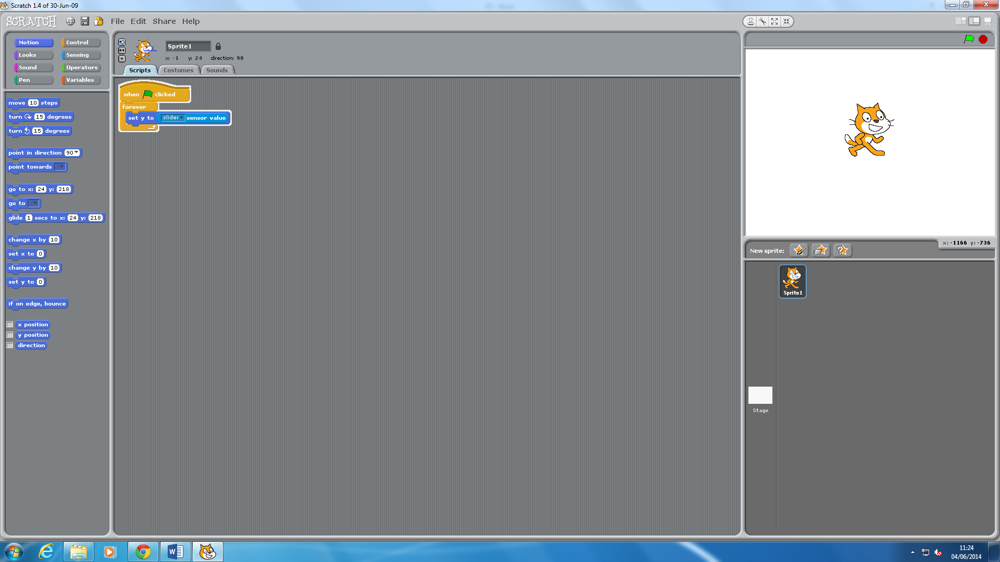 Scratch 1.4 of 30-Jun-09
SCRATCH
File Edit Share Help
Motion Control
Looks Sensing
Sound Operators
Pen Variables
move 10 steps
turn 15 degrees
turn 15 degrees
point in direction 90
point towards
go to x: 24 y: 218
go to
glide 1 secs to x: 24 y: 218
change x by 10
set x to 0
change y by 10
set y to 0
if on edge, bounce
x position
y position
direction
Sprite1
x: -1 y: 24 direction: 90
Scripts Costumes Sounds
when clicked
forever
set y to slider sensor value
x: -1166 y: -736
New sprite:
Sprite1
Stage
11:24
04/06/2014